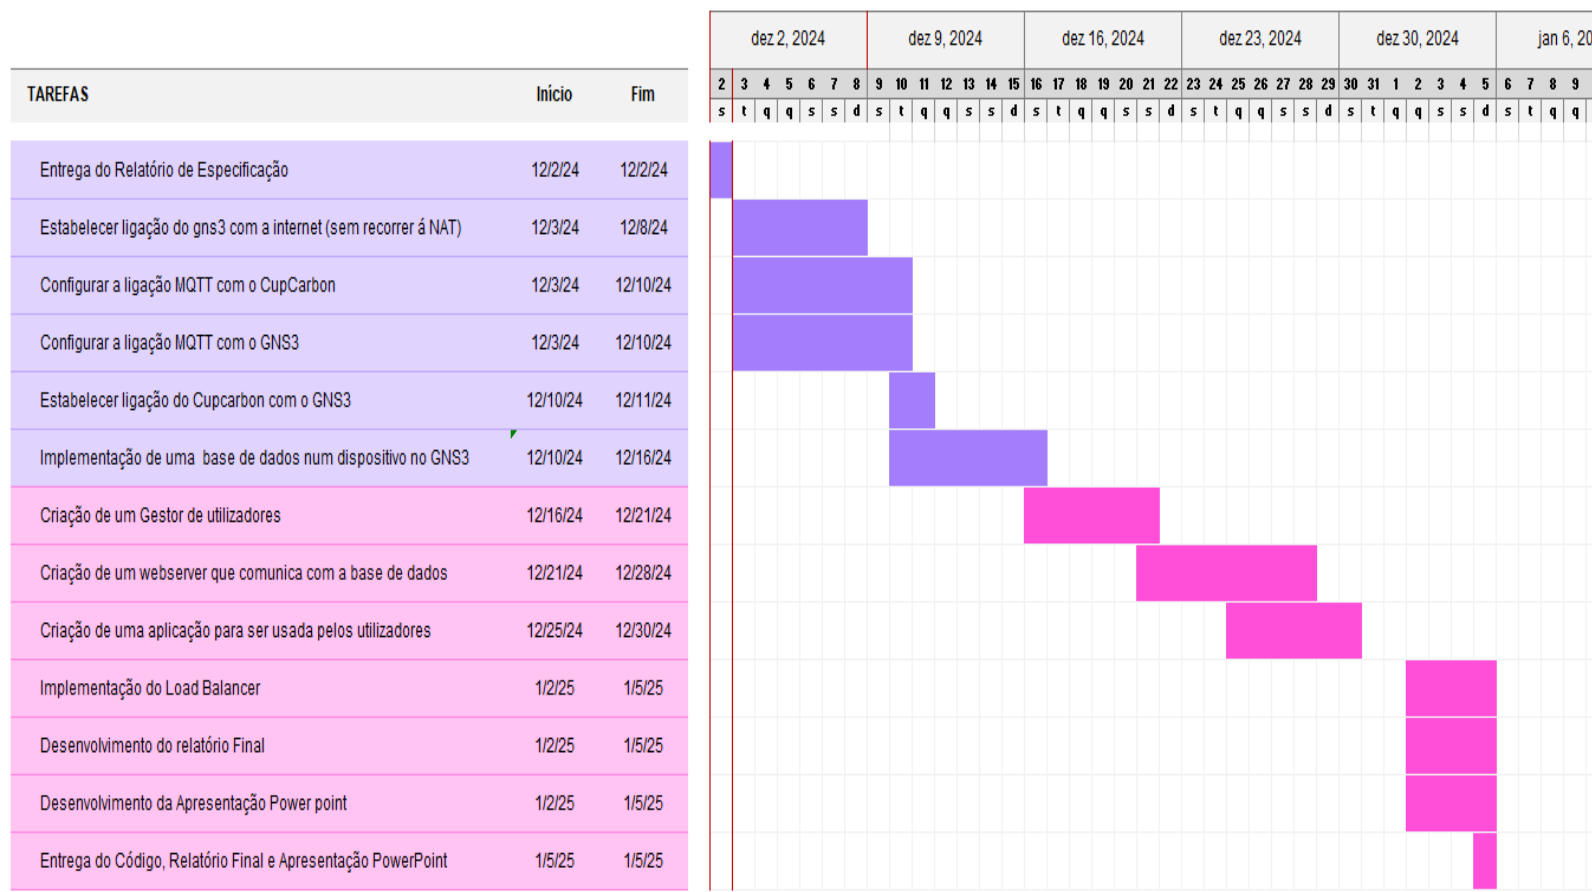 dez 2, 2024 dez 9, 2024 dez 16, 2024 dez 23, 2024 dez 30, 2024 jan 6, 20
TAREFAS Início Fim
2 3 4 5 6 7 8 9 10 11 12 13 14 15 16 17 18 19 20 21 22 23 24 25 26 27 28 29 30 31 1 2 3 4 5 6 7 8 9
s t q q s s d s t q q s s d s t q q s s d s t q q s s d s t q q s s d s t q q
Entrega do Relatório de Especificação 12/2/24 12/2/24
Estabelecer ligação do gns3 com a internet (sem recorrer á NAT) 12/3/24 12/8/24
Configurar a ligação MQTT com o CupCarbon 12/3/24 12/10/24
Configurar a ligação MQTT com o GNS3 12/3/24 12/10/24
Estabelecer ligação do Cupcarbon com o GNS3 12/10/24 12/11/24
Implementação de uma base de dados num dispositivo no GNS3 12/10/24 12/16/24
Criação de um Gestor de utilizadores 12/16/24 12/21/24
Criação de um webserver que comunica com a base de dados 12/21/24 12/28/24
Criação de uma aplicação para ser usada pelos utilizadores 12/25/24 12/30/24
Implementação do Load Balancer 1/2/25 1/5/25
Desenvolvimento do relatório Final 1/2/25 1/5/25
Desenvolvimento da Apresentação Power point 1/2/25 1/5/25
Entrega do Código, Relatório Final e Apresentação PowerPoint 1/5/25 1/5/25